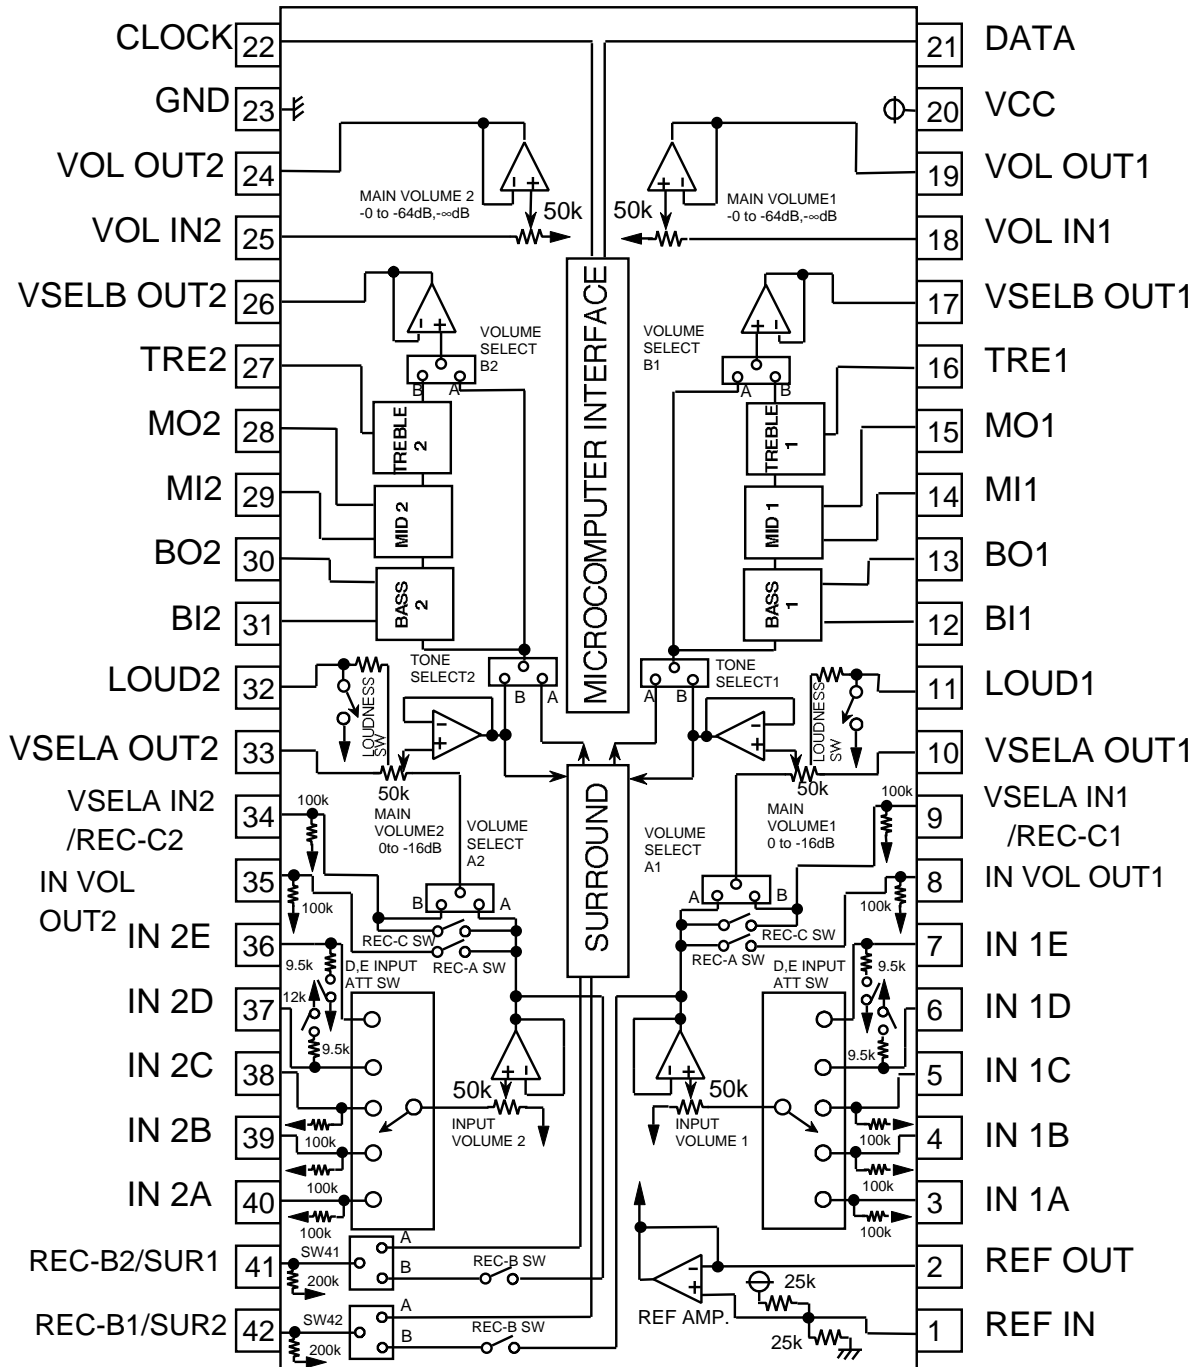 CLOCK 22 21 DATA
GND 23 20 VCC
VOL OUT2 24 19 VOL OUT1
MAIN VOLUME 2
-0 to -64dB,-∞dB
50k
50k
MAIN VOLUME1
-0 to -64dB,-∞dB
VOL IN2 25 18 VOL IN1
VSELB OUT2 26 17 VSELB OUT1
VOLUME
SELECT
B2
VOLUME
SELECT
B1
MICROCOMPUTER INTERFACE
TRE2 27 16 TRE1
B A
A B
TREBLE
2
TREBLE
1
MO2 28 15 MO1
MI2 29 14 MI1
MID 2
MID 1
BO2 30 13 BO1
BASS
2
BASS
1
BI2 31 12 BI1
TONE
SELECT2
TONE
SELECT1
B A
A B
LOUD2 32 11 LOUD1
LOUDNESS
SW
LOUDNESS
SW
- +
- +
VSELA OUT2 33 10 VSELA OUT1
50k
MAIN
VOLUME2
0to -16dB
50k
MAIN
VOLUME1
0 to -16dB
VSELA IN2
/REC-C2
34 9
VSELA IN1
/REC-C1
100k
100k
VOLUME
SELECT
A2
VOLUME
SELECT
A1
SURROUND
IN VOL
OUT2
35 8 IN VOL OUT1
100k
100k
B A
A B
REC-C SW
REC-A SW
REC-C SW
REC-A SW
IN 2E 36 7 IN 1E
9.5k
D,E INPUT
ATT SW
D,E INPUT
ATT SW
9.5k
12k
IN 2D 37 6 IN 1D
9.5k
9.5k
IN 2C 38 5 IN 1C
50k
50k
INPUT
VOLUME 2
INPUT
VOLUME 1
100k
100k
IN 2B 39 4 IN 1B
100k
100k
IN 2A 40 3 IN 1A
100k
100k
REC-B2/SUR1 41 2 REF OUT
SW41
200k
A
B
REC-B SW
- +
REF AMP.
25k
REC-B1/SUR2 42 1 REF IN
SW42
200k
A
B
REC-B SW
25k